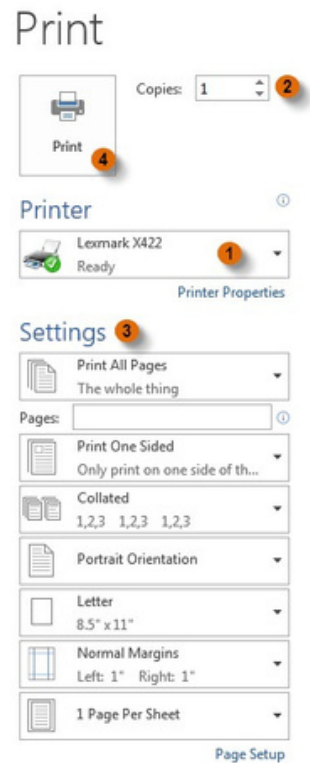 Print
Copies: 1 2
Print
4
Printer
Lexmark X422
Ready 1
Printer Properties
Settings 3
Print All Pages
The whole thing
Pages:
Print One Sided
Only print on one side of th...
Collated
1,2,3 1,2,3 1,2,3
Portrait Orientation
Letter
8.5" x 11"
Normal Margins
Left: 1" Right: 1"
1 Page Per Sheet
Page Setup